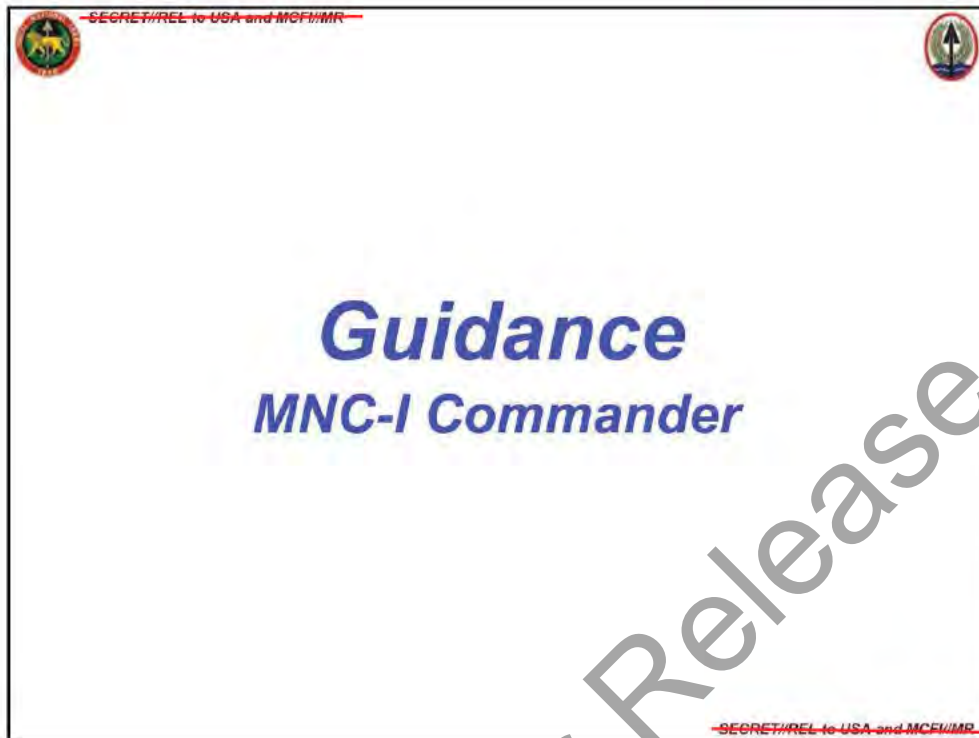 SECRET//REL to USA and MCFI//MR
Guidance
MNC-I Commander
Release
SECRET//REL to USA and MCFI//MR